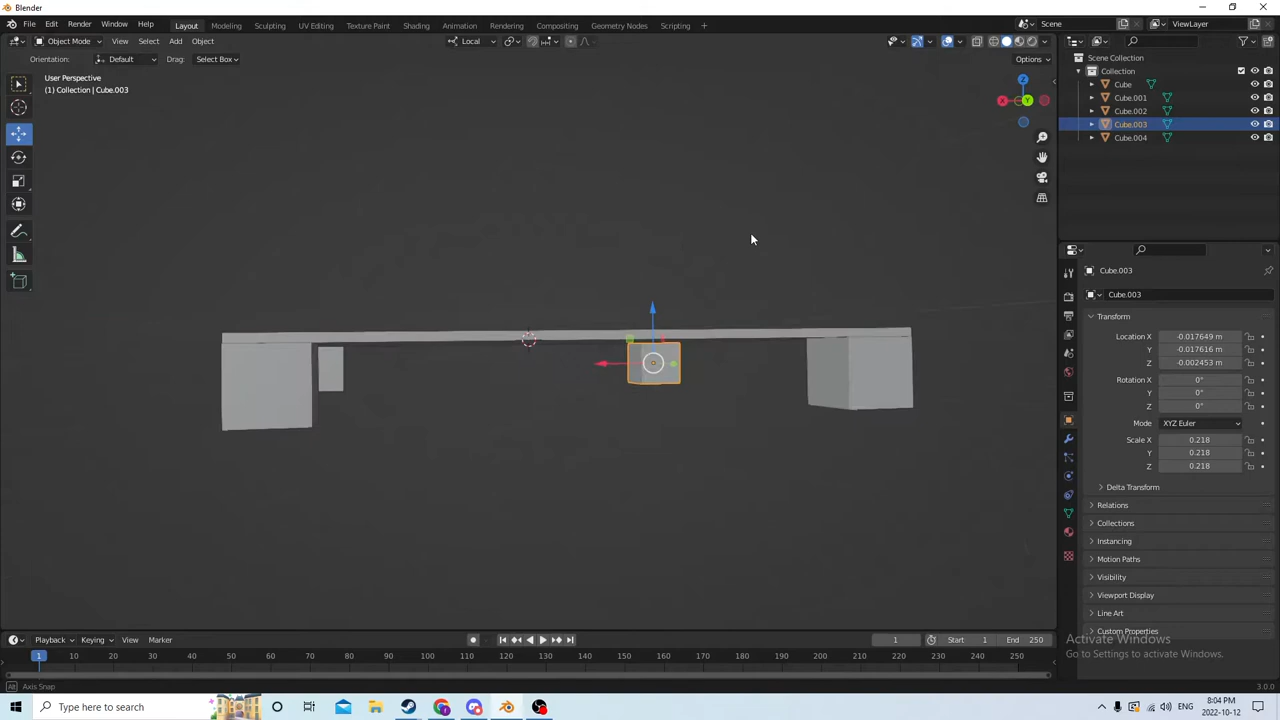 Blender
File Edit Render Window Help Layout Modeling Sculpting UV Editing Texture Paint Shading Animation Rendering Compositing Geometry Nodes Scripting + Scene ViewLayer
Object Mode View Select Add Object Local
Orientation: Default Drag: Select Box Options
User Perspective
(1) Collection | Cube.003
X Y Z
Scene Collection
Collection
Cube
Cube.001
Cube.002
Cube.003
Cube.004
Cube.003
Cube.003
Transform
Location X -0.017649 m
Y -0.017616 m
Z -0.002453 m
Rotation X 0°
Y 0°
Z 0°
Mode XYZ Euler
Scale X 0.218
Y 0.218
Z 0.218
Delta Transform
Relations
Collections
Instancing
Motion Paths
Visibility
Viewport Display
Line Art
Custom Properties
Activate Windows
Go to Settings to activate Windows.
Playback Keying View Marker 1 Start 1 End 250
1 10 20 30 40 50 60 70 80 90 100 110 120 130 140 150 160 170 180 190 200 210 220 230 240 250
Alt Axis Snap 3.0.0
Type here to search ENG 8:04 PM
2022-10-12